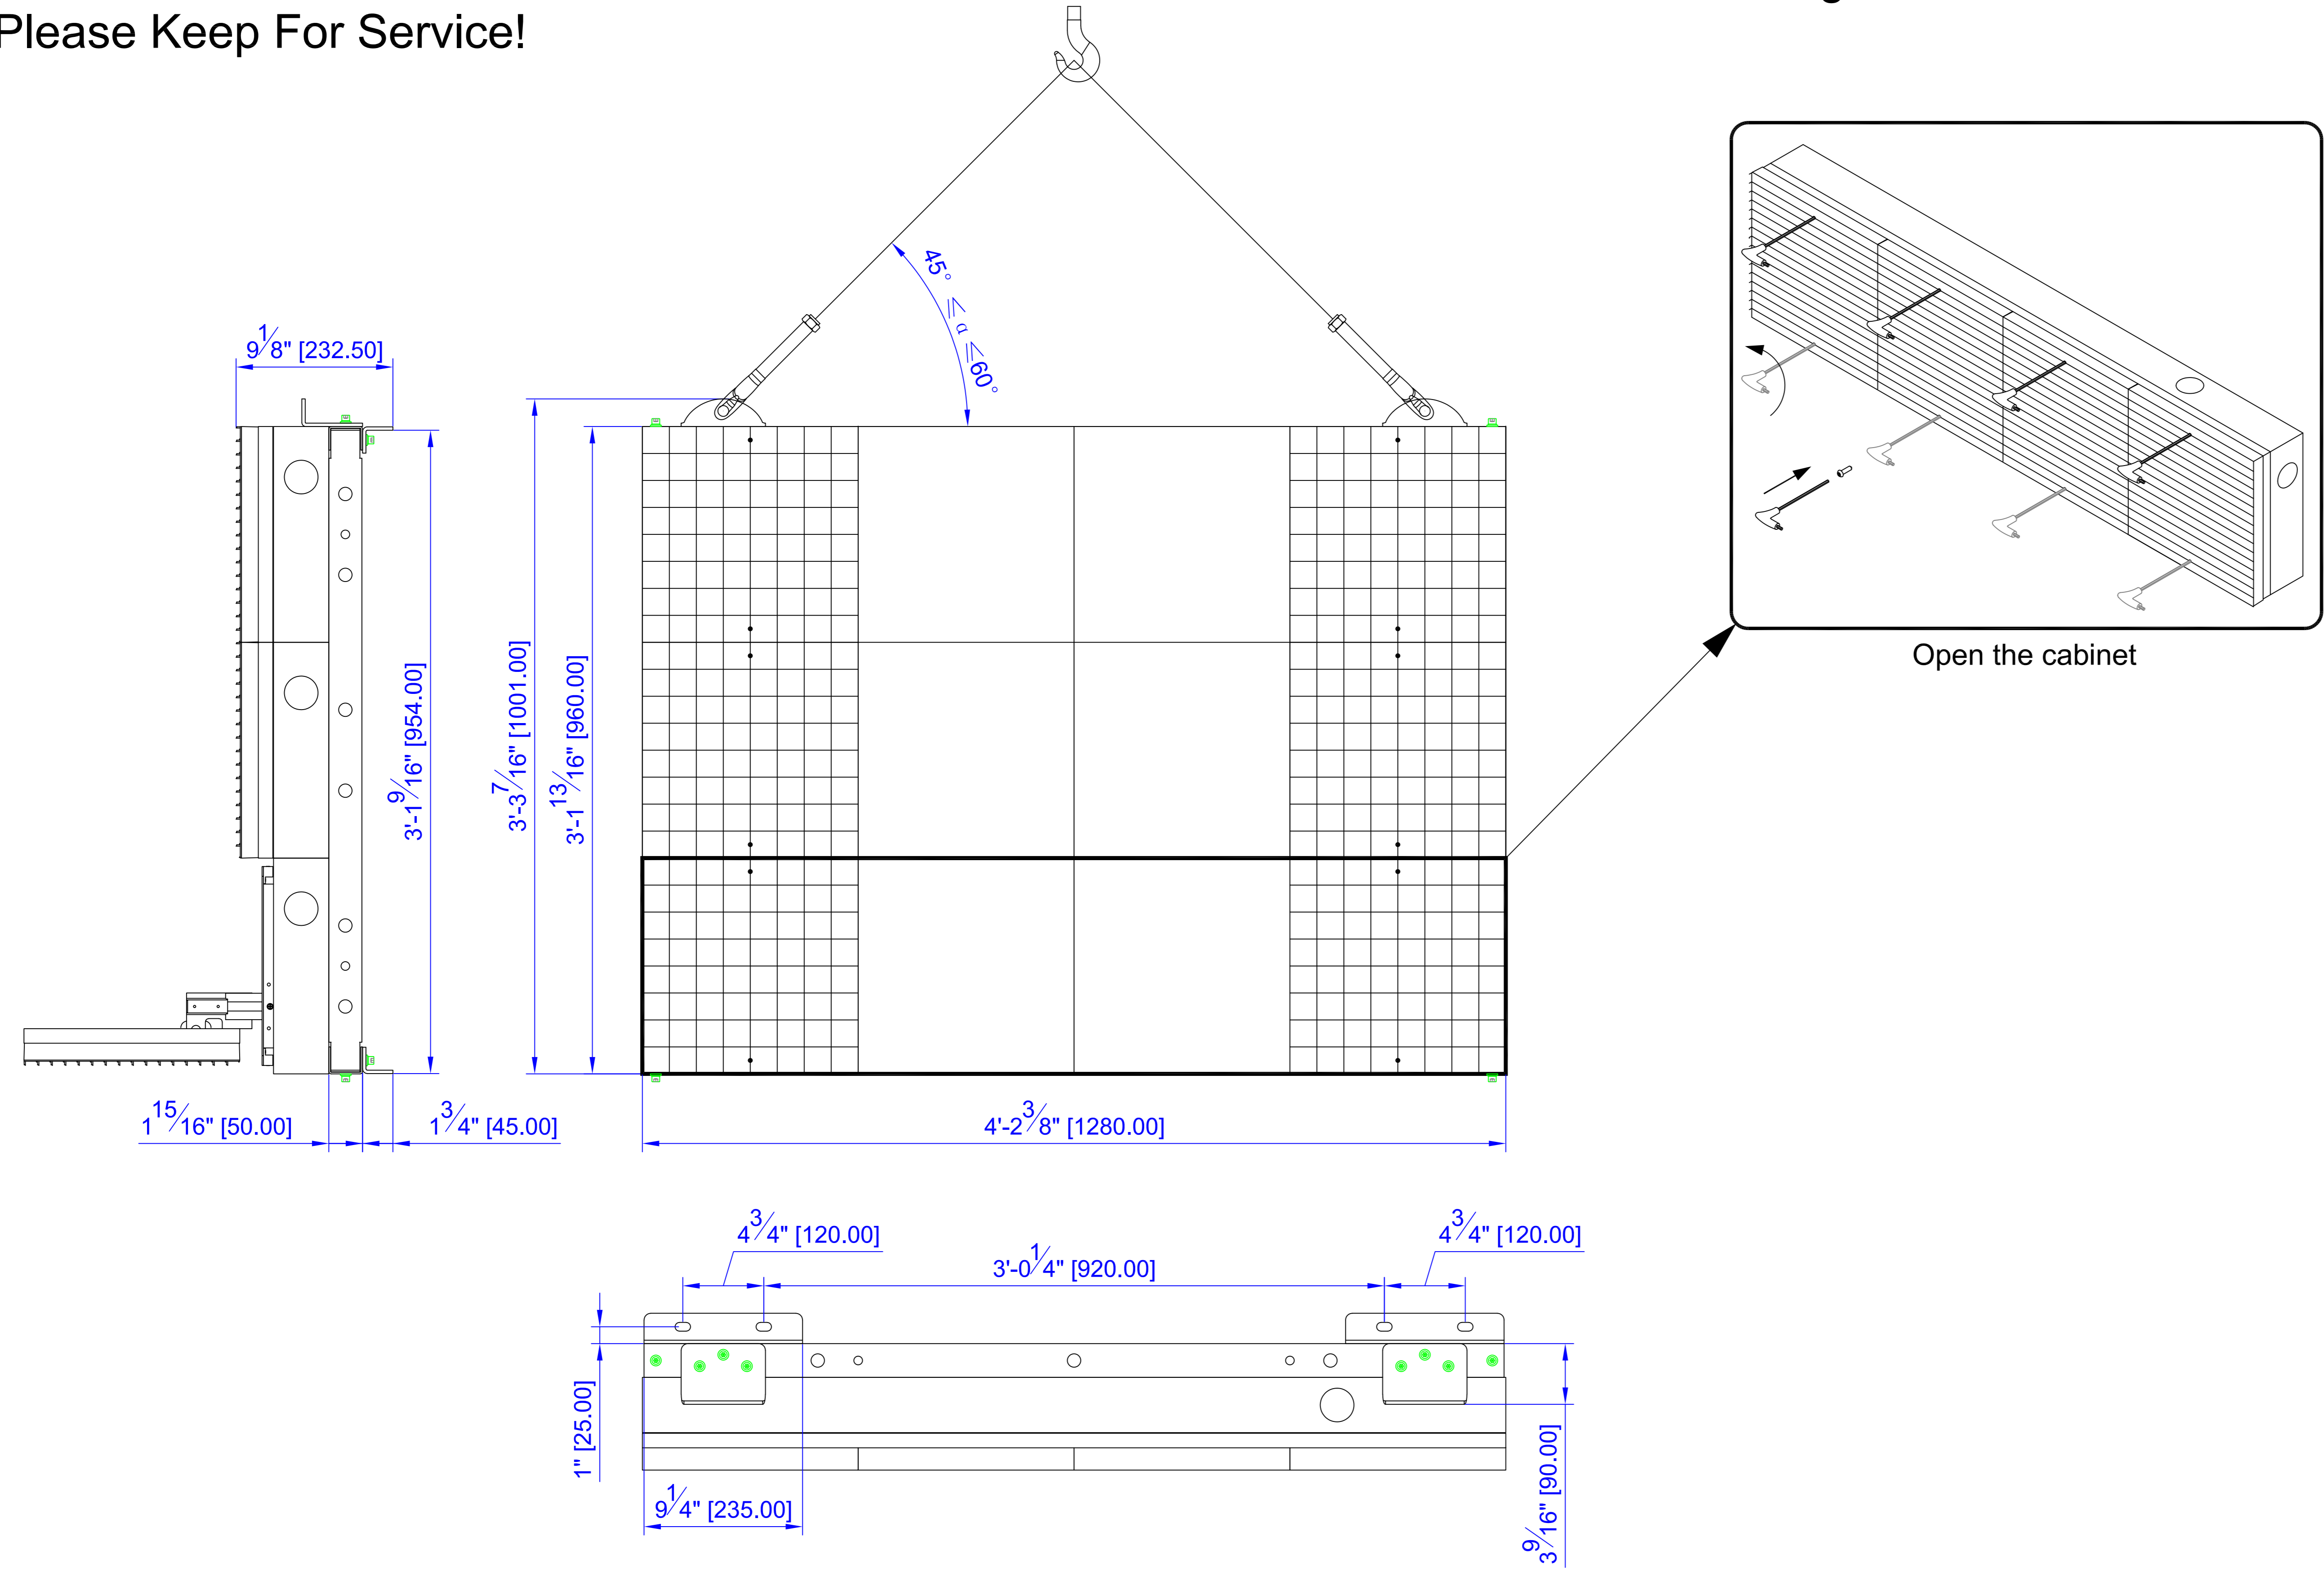 Please Keep For Service!
45° ≤ α ≤60°
9 1/8" [232.50]
3'-1 9/16" [954.00]
3'-3 7/16" [1001.00]
3'-1 13/16" [960.00]
Open the cabinet
1 15/16" [50.00]
1 3/4" [45.00]
4'-2 3/8" [1280.00]
4 3/4" [120.00]
3'-0 1/4" [920.00]
4 3/4" [120.00]
1" [25.00]
9 1/4" [235.00]
3 9/16" [90.00]